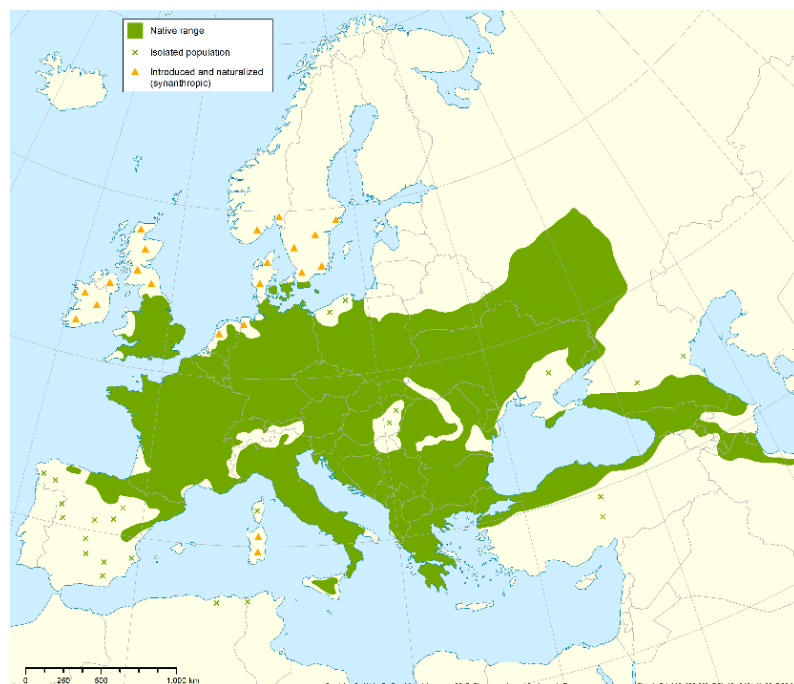 Native range
Isolated population
Introduced and naturalized
(synanthropic)
0 250 500 1,000 km